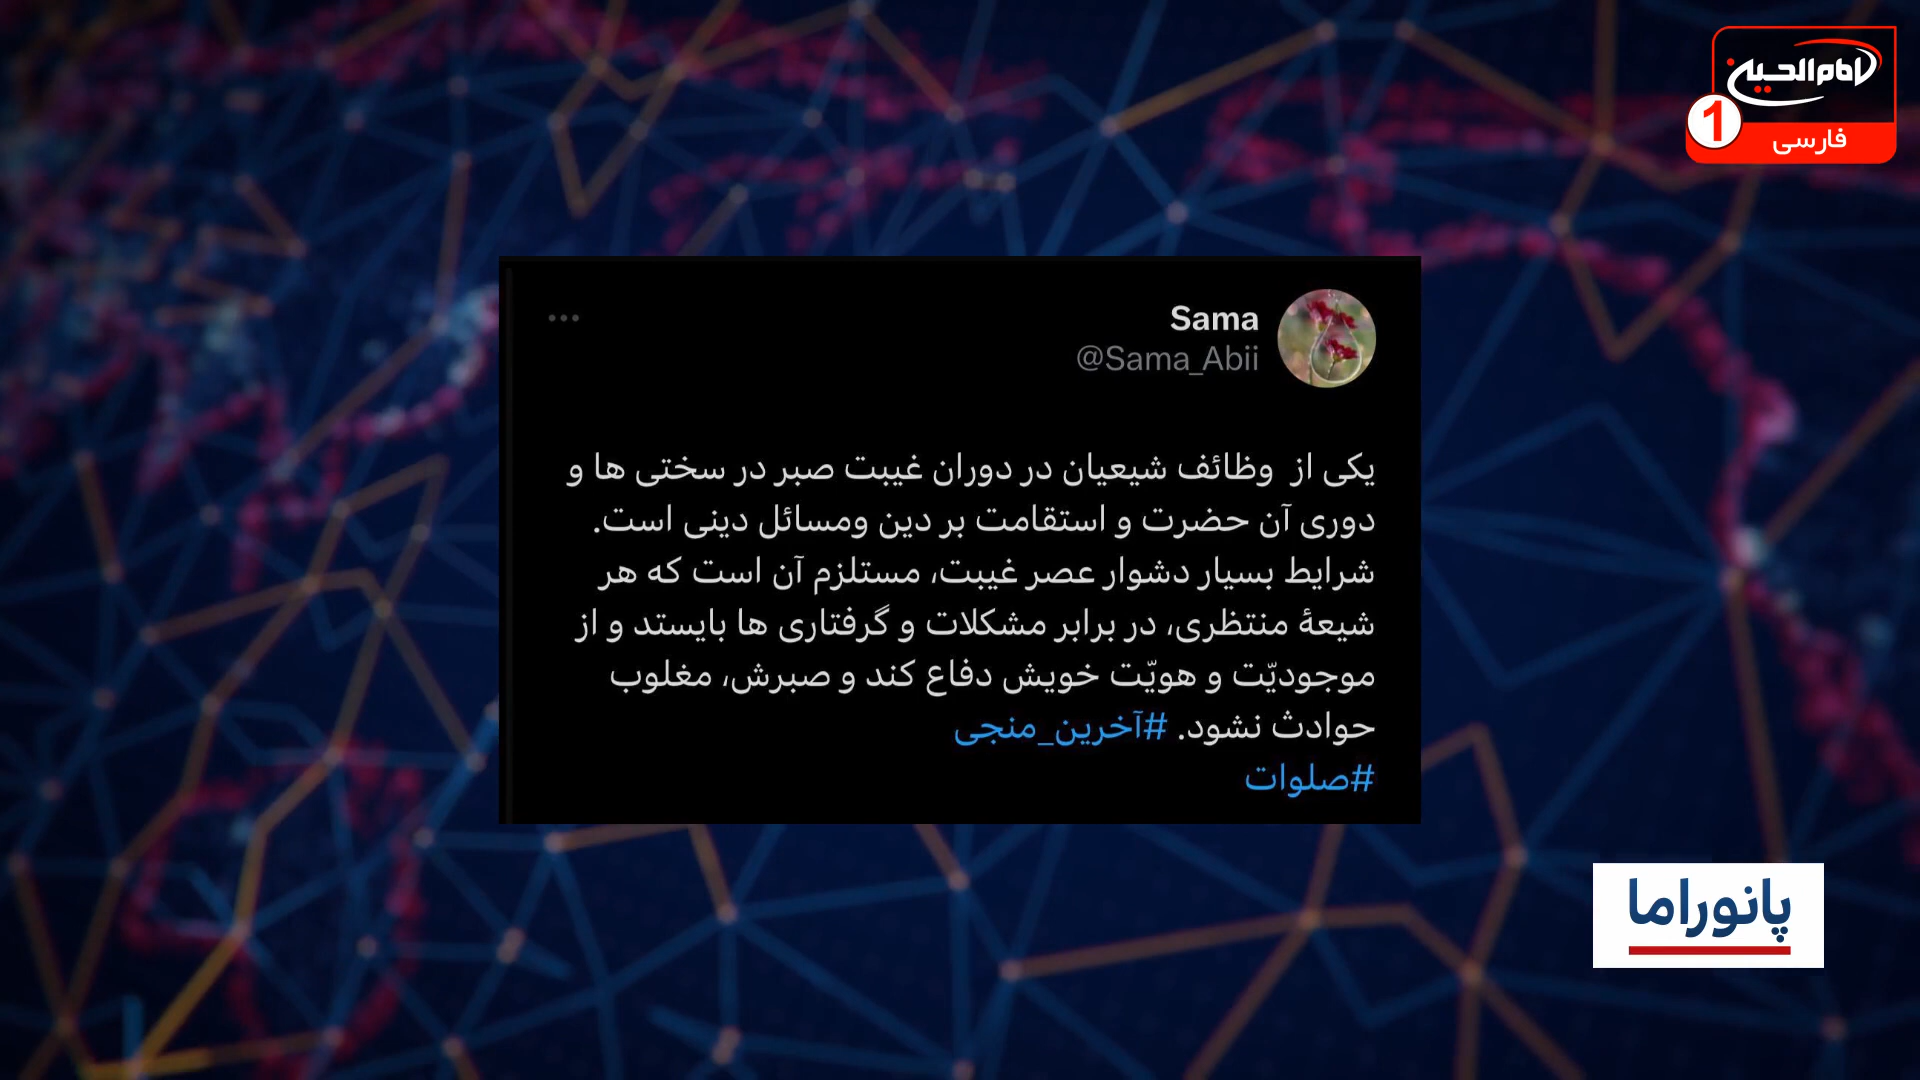 امام الحسین
1
فارسی
Sama
@Sama_Abii
یکی از وظائف شیعیان در دوران غیبت صبر در سختی ها و
دوری آن حضرت و استقامت بر دین ومسائل دینی است.
شرایط بسیار دشوار عصر غیبت، مستلزم آن است که هر
شیعهٔ منتظری، در برابر مشکلات و گرفتاری ها بایستد و از
موجودیّت و هویّت خویش دفاع کند و صبرش، مغلوب
حوادث نشود. #آخرین_منجی
#صلوات
پانوراما